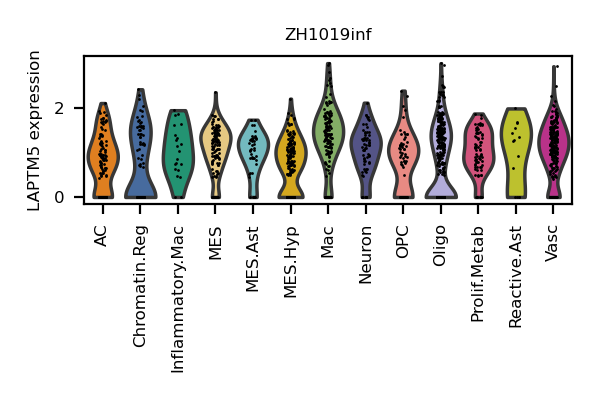 ZH1019inf
LAPTM5 expression
2
0
AC
Chromatin.Reg
Inflammatory.Mac
MES
MES.Ast
MES.Hyp
Mac
Neuron
OPC
Oligo
Prolif.Metab
Reactive.Ast
Vasc